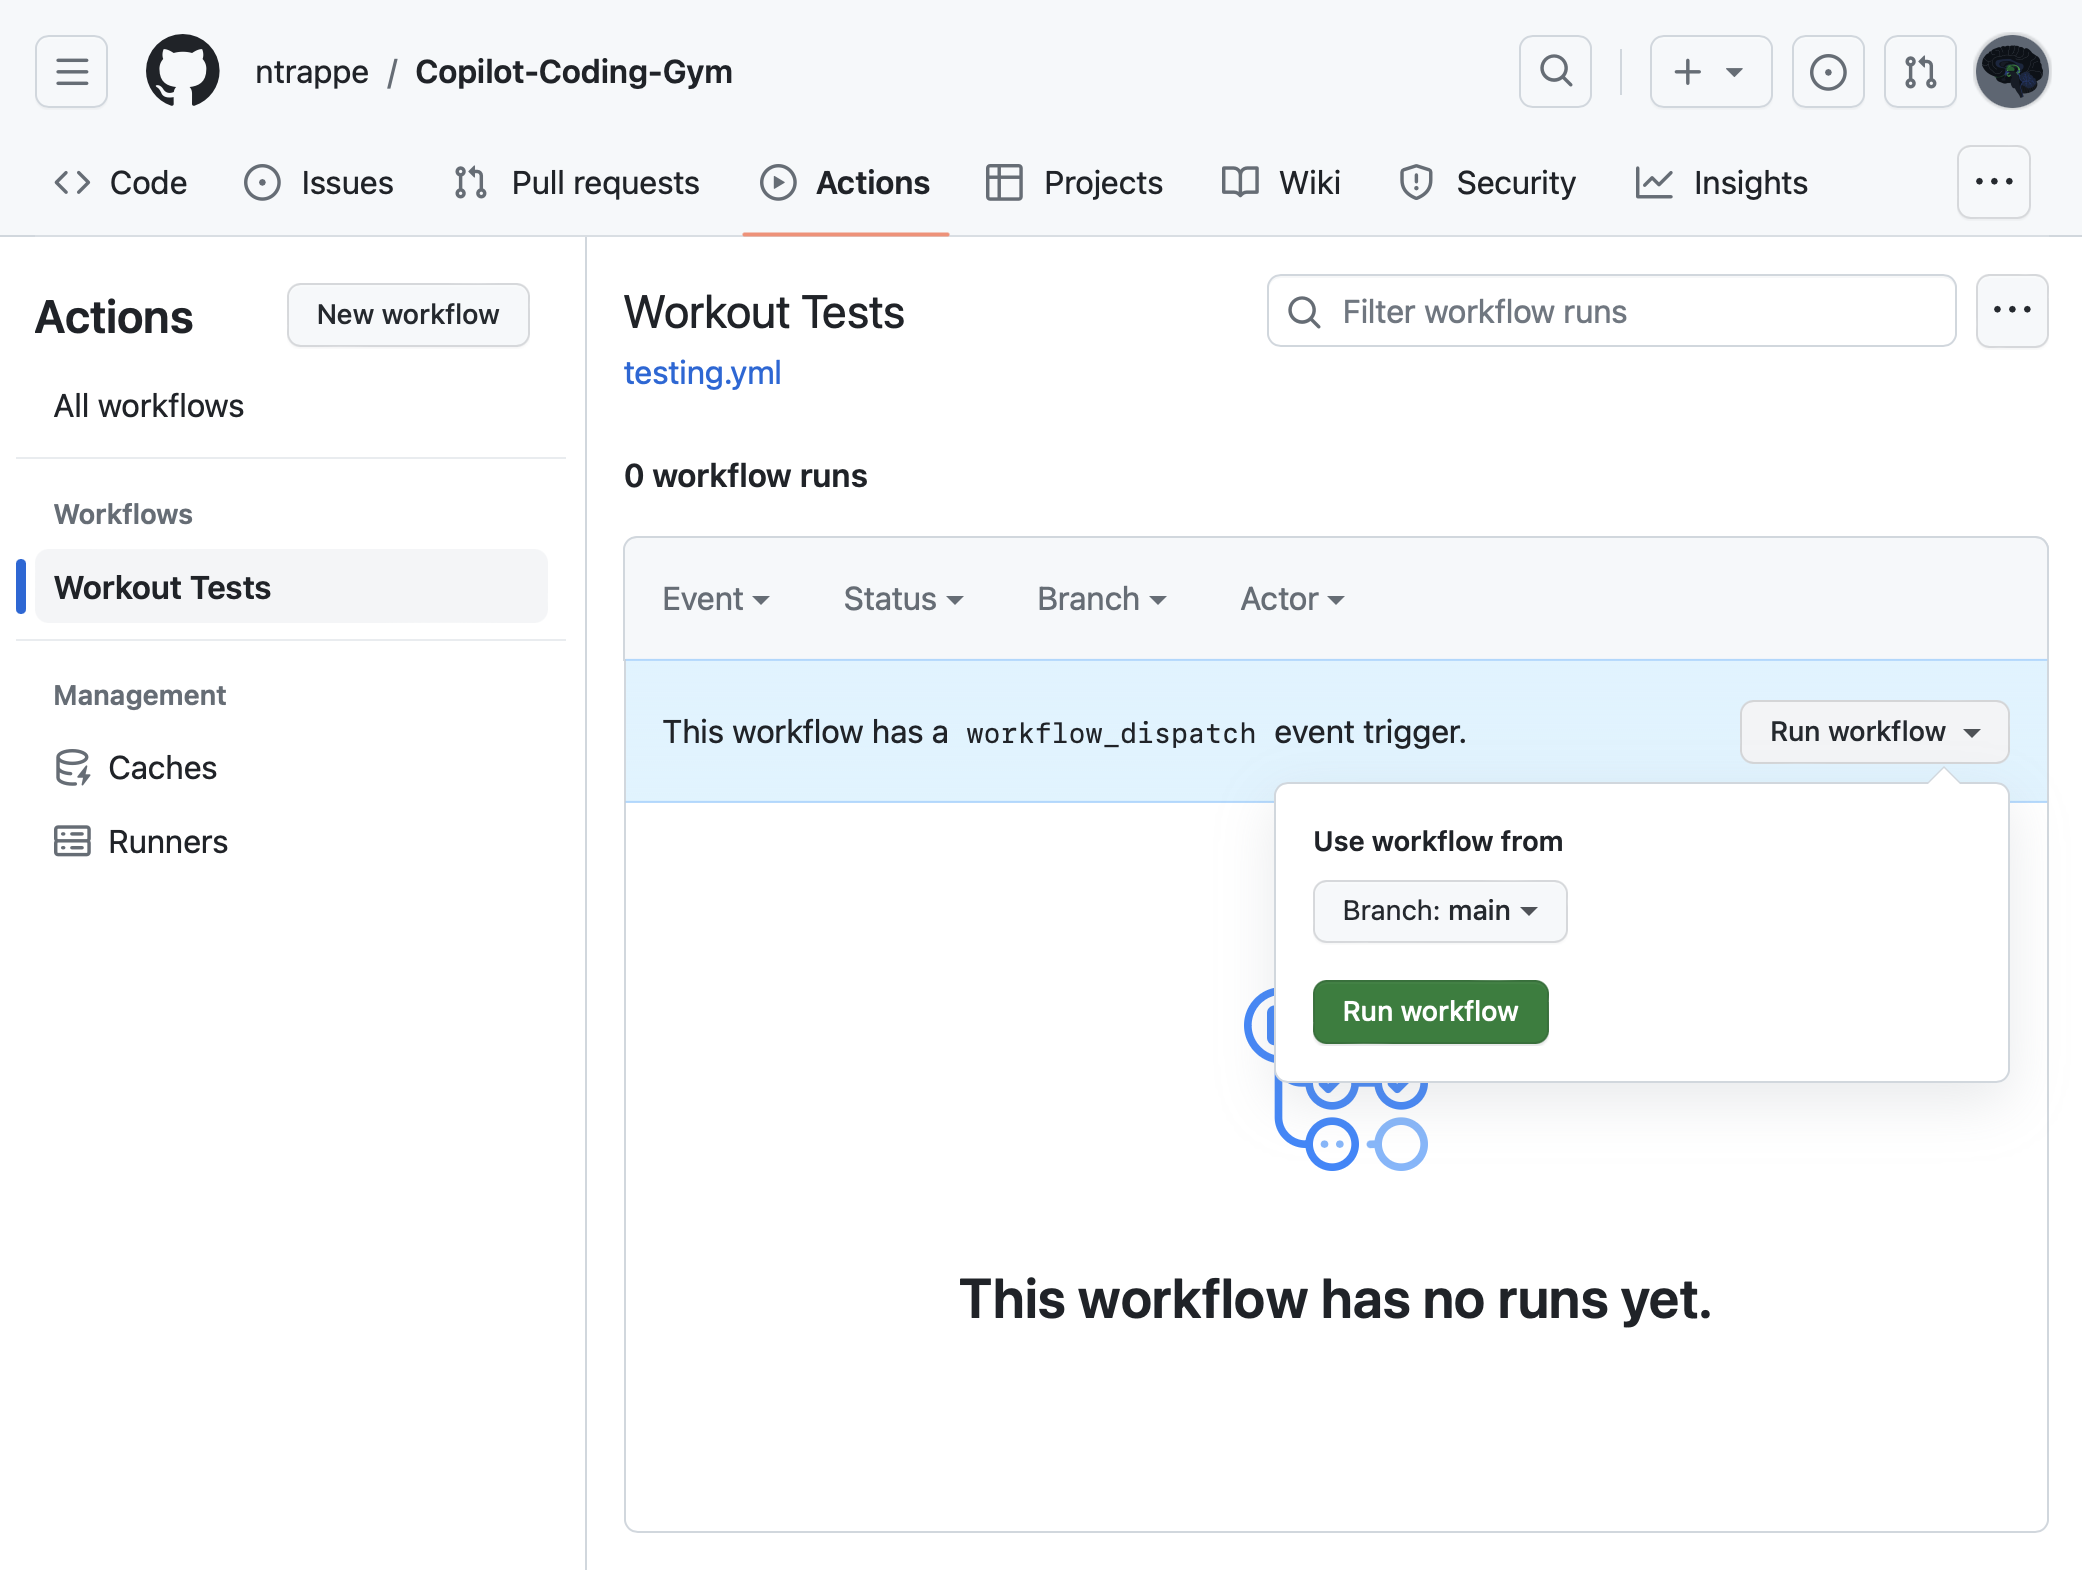 ntrappe / Copilot-Coding-Gym
Code Issues Pull requests Actions Projects Wiki Security Insights
Actions
New workflow
All workflows
Workflows
Workout Tests
Management
Caches
Runners
Workout Tests
testing.yml
Filter workflow runs
0 workflow runs
Event Status Branch Actor
This workflow has a workflow_dispatch event trigger.
Run workflow
Use workflow from
Branch: main
Run workflow
This workflow has no runs yet.